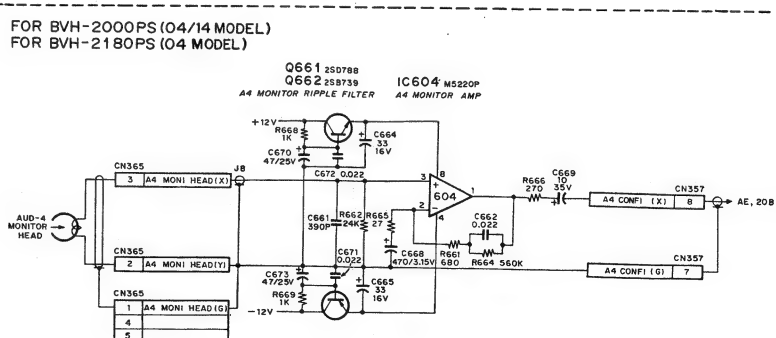 FOR BVH-2000PS (04/14 MODEL)
FOR BVH-2180PS (04 MODEL)
Q661 2SD788
Q662 2SB739
A4 MONITOR RIPPLE FILTER
IC604 M5220P
A4 MONITOR AMP
+12V
R668
1K
C670
47/25V
C672 0.022
C664
33
16V
CN365
3 A4 MONI HEAD(X)
J8
AUD-4
MONITOR
HEAD
CN365
2 A4 MONI HEAD(Y)
CN365
1 A4 MONI HEAD(G)
4
5
C661
390P
R662
24K
R665
27
C671
0.022
C673
47/25V
R669
1K
-12V
C665
33
16V
C668
470/3.15V
3
+
8
604
1
2
-
4
R661
680
C662
0.022
R664 560K
R666
270
C669
10
35V
CN357
A4 CONFI (X) 8
AE, 20B
CN357
A4 CONFI (G) 7